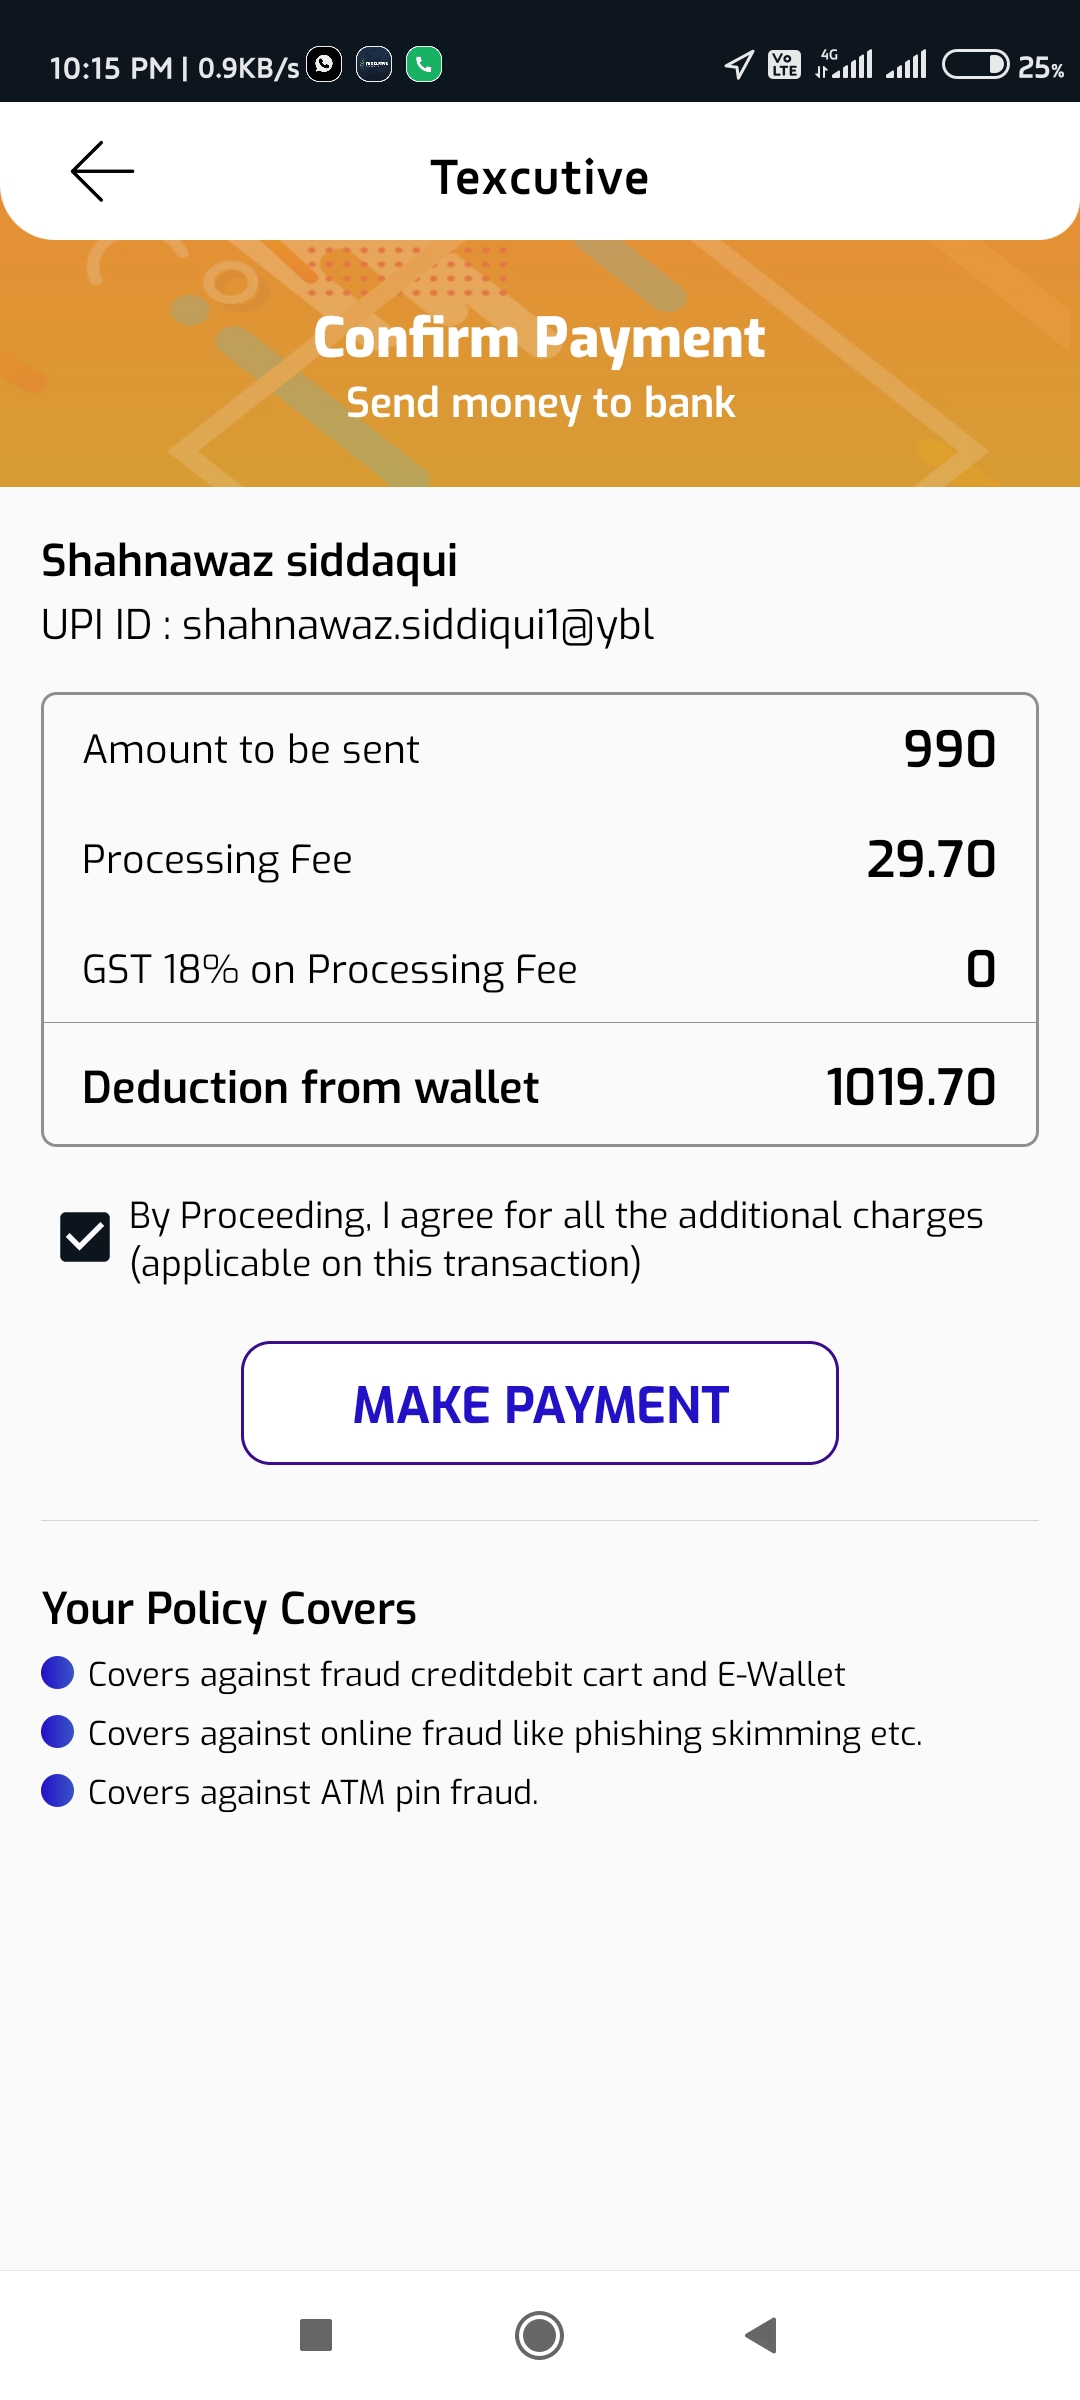 10:15 PM | 0.9KB/s Vo LTE 4G 25%
Texcutive
Confirm Payment
Send money to bank
Shahnawaz siddaqui
UPI ID : shahnawaz.siddiqui1@ybl
Amount to be sent 990
Processing Fee 29.70
GST 18% on Processing Fee 0
Deduction from wallet 1019.70
By Proceeding, I agree for all the additional charges
(applicable on this transaction)
MAKE PAYMENT
Your Policy Covers
Covers against fraud creditdebit cart and E-Wallet
Covers against online fraud like phishing skimming etc.
Covers against ATM pin fraud.